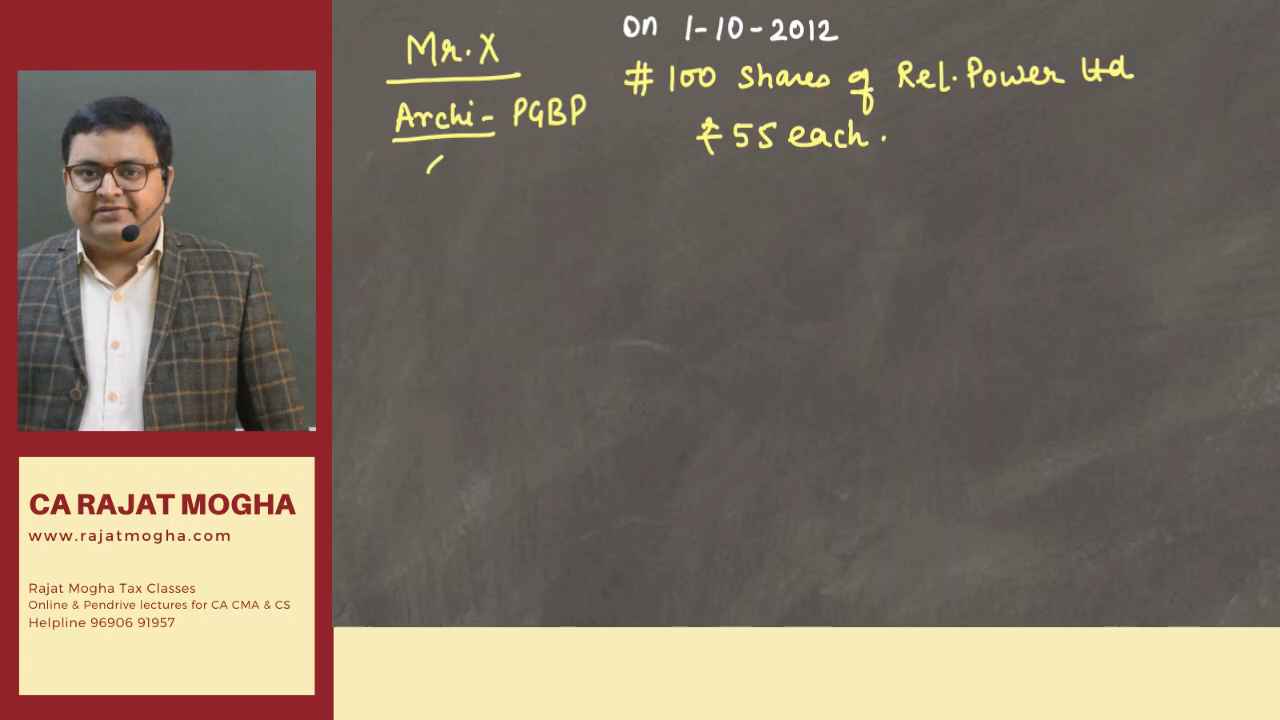 Mr. X
Archi - PGBP
on 1-10-2012
# 100 Shares of Rel. Power Ltd
₹ 55 each.
CA RAJAT MOGHA
www.rajatmogha.com
Rajat Mogha Tax Classes
Online & Pendrive lectures for CA CMA & CS
Helpline 96906 91957